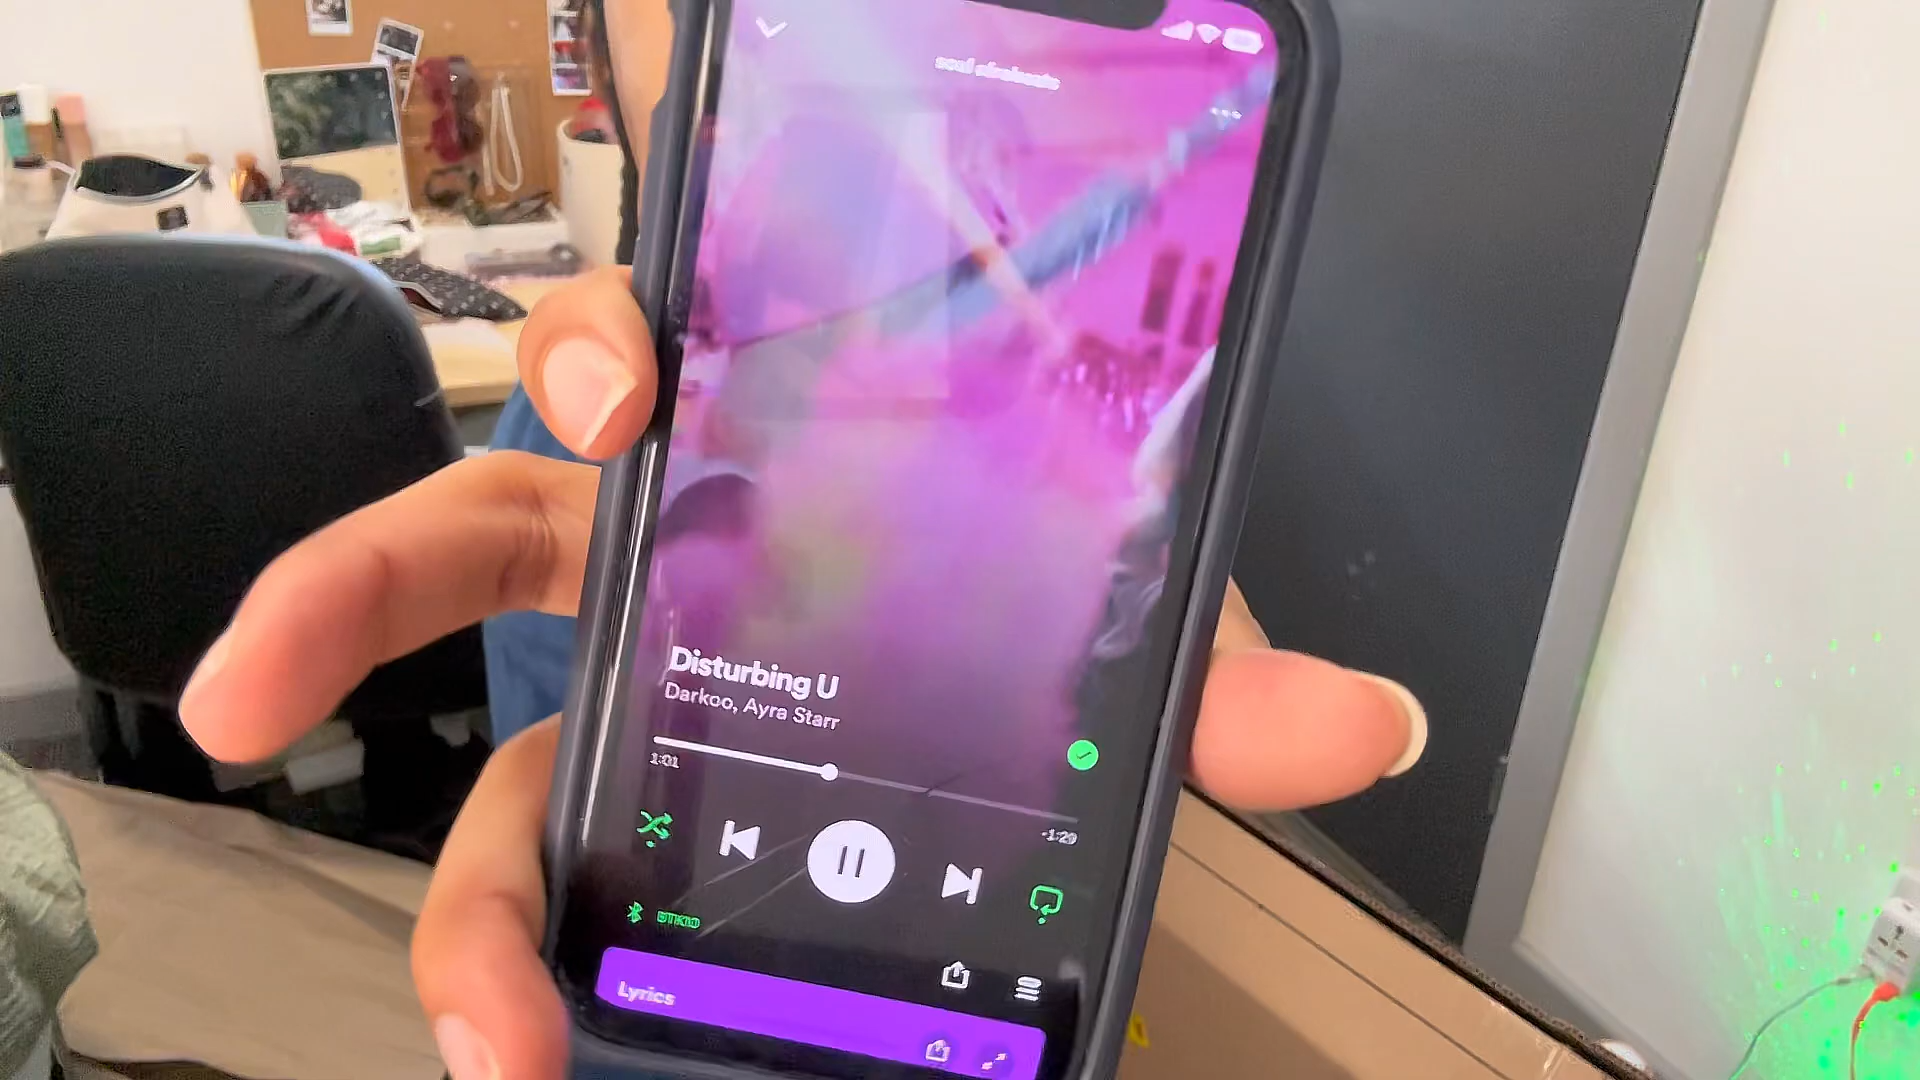 Disturbing U
Darkoo, Ayra Starr
1:01
-1:29
Lyrics